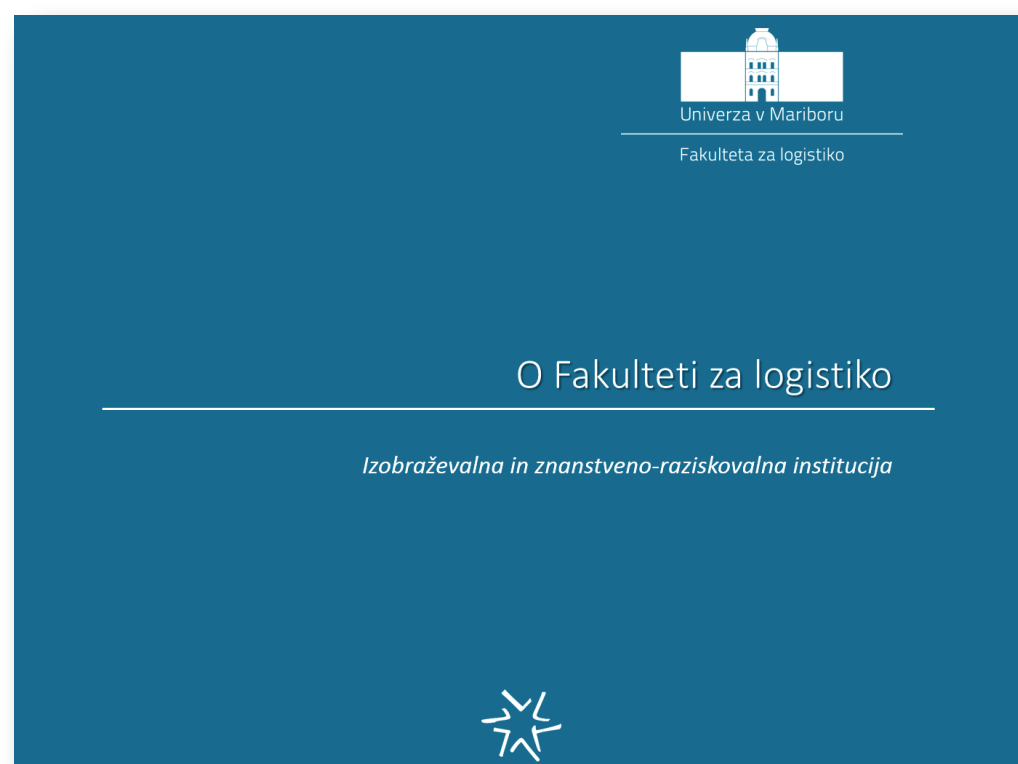 Univerza v Mariboru
Fakulteta za logistiko
O Fakulteti za logistiko
Izobraževalna in znanstveno-raziskovalna institucija